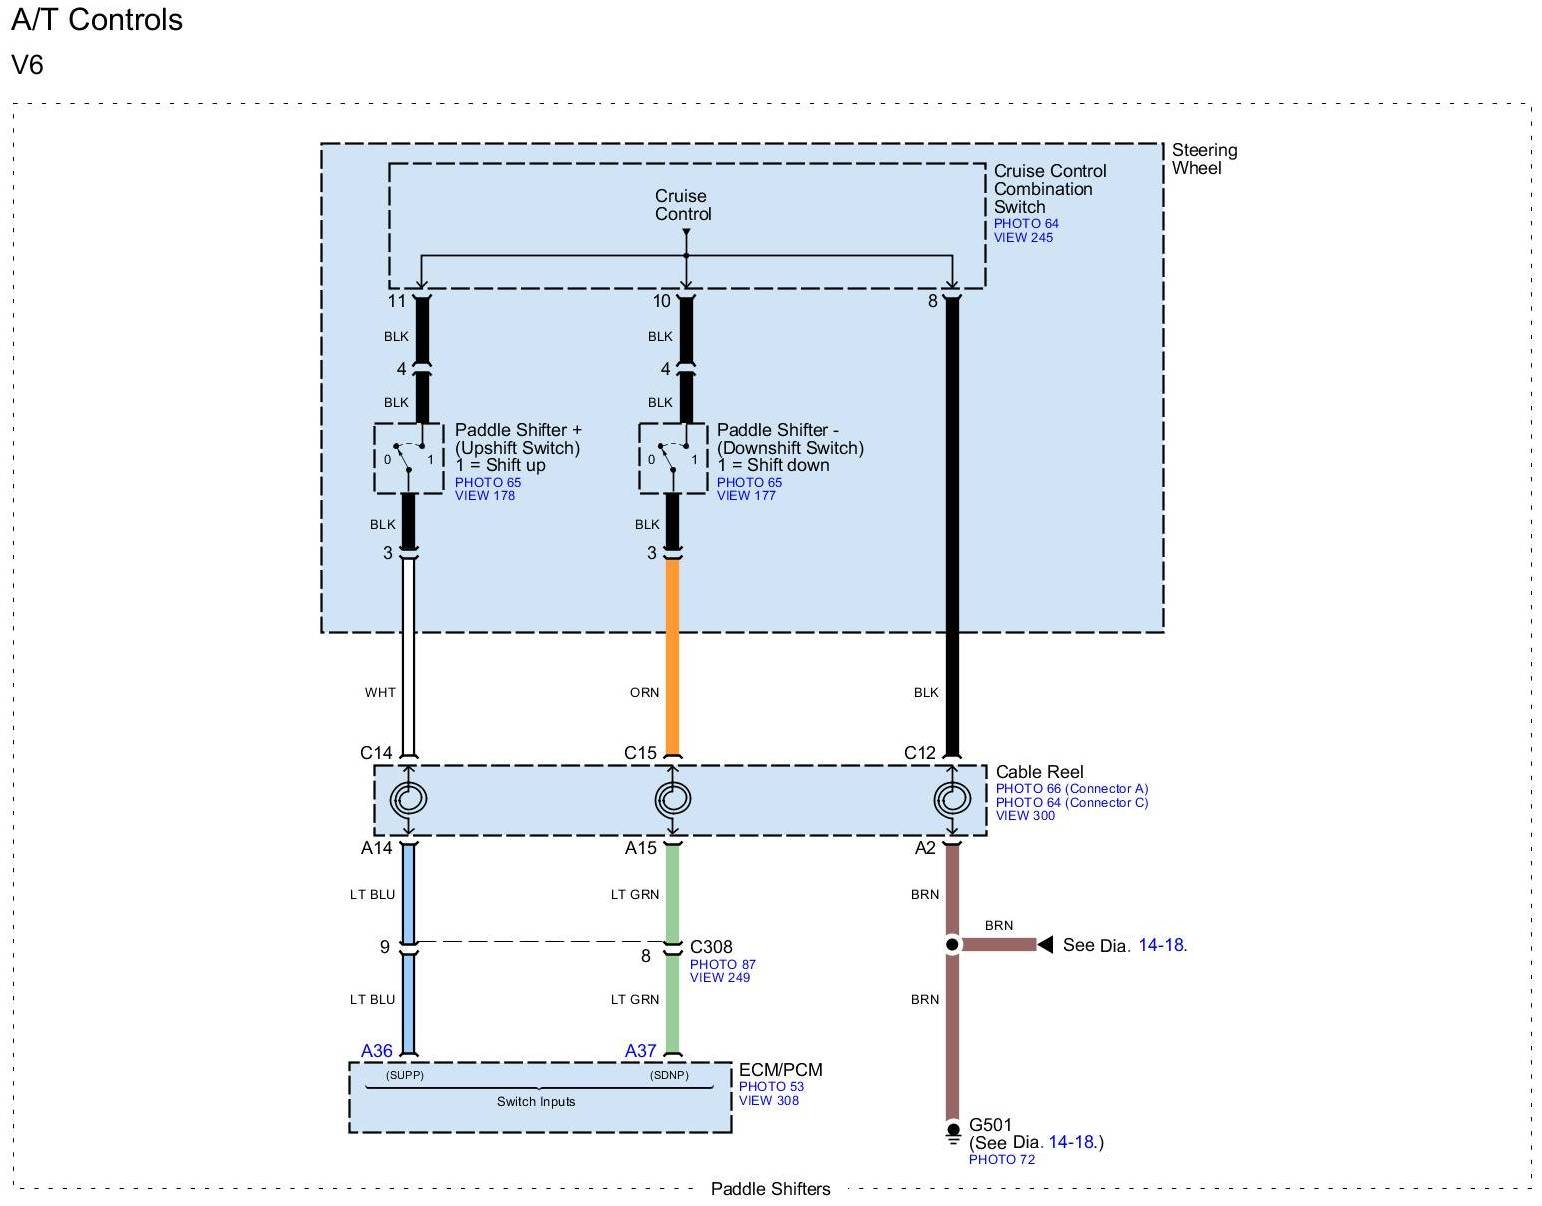 A/T Controls
V6
Steering
Wheel
Cruise Control
Combination
Switch
PHOTO 64
VIEW 245
Cruise
Control
11
10
8
BLK
BLK
4
4
BLK
BLK
Paddle Shifter +
(Upshift Switch)
1 = Shift up
PHOTO 65
VIEW 178
0
1
Paddle Shifter -
(Downshift Switch)
1 = Shift down
PHOTO 65
VIEW 177
0
1
BLK
BLK
3
3
WHT
ORN
BLK
C14
C15
C12
Cable Reel
PHOTO 66 (Connector A)
PHOTO 64 (Connector C)
VIEW 300
A14
A15
A2
LT BLU
LT GRN
BRN
BRN
See Dia. 14-18.
9
8
C308
PHOTO 87
VIEW 249
LT BLU
LT GRN
BRN
A36
A37
(SUPP)
(SDNP)
Switch Inputs
ECM/PCM
PHOTO 53
VIEW 308
G501
(See Dia. 14-18.)
PHOTO 72
Paddle Shifters